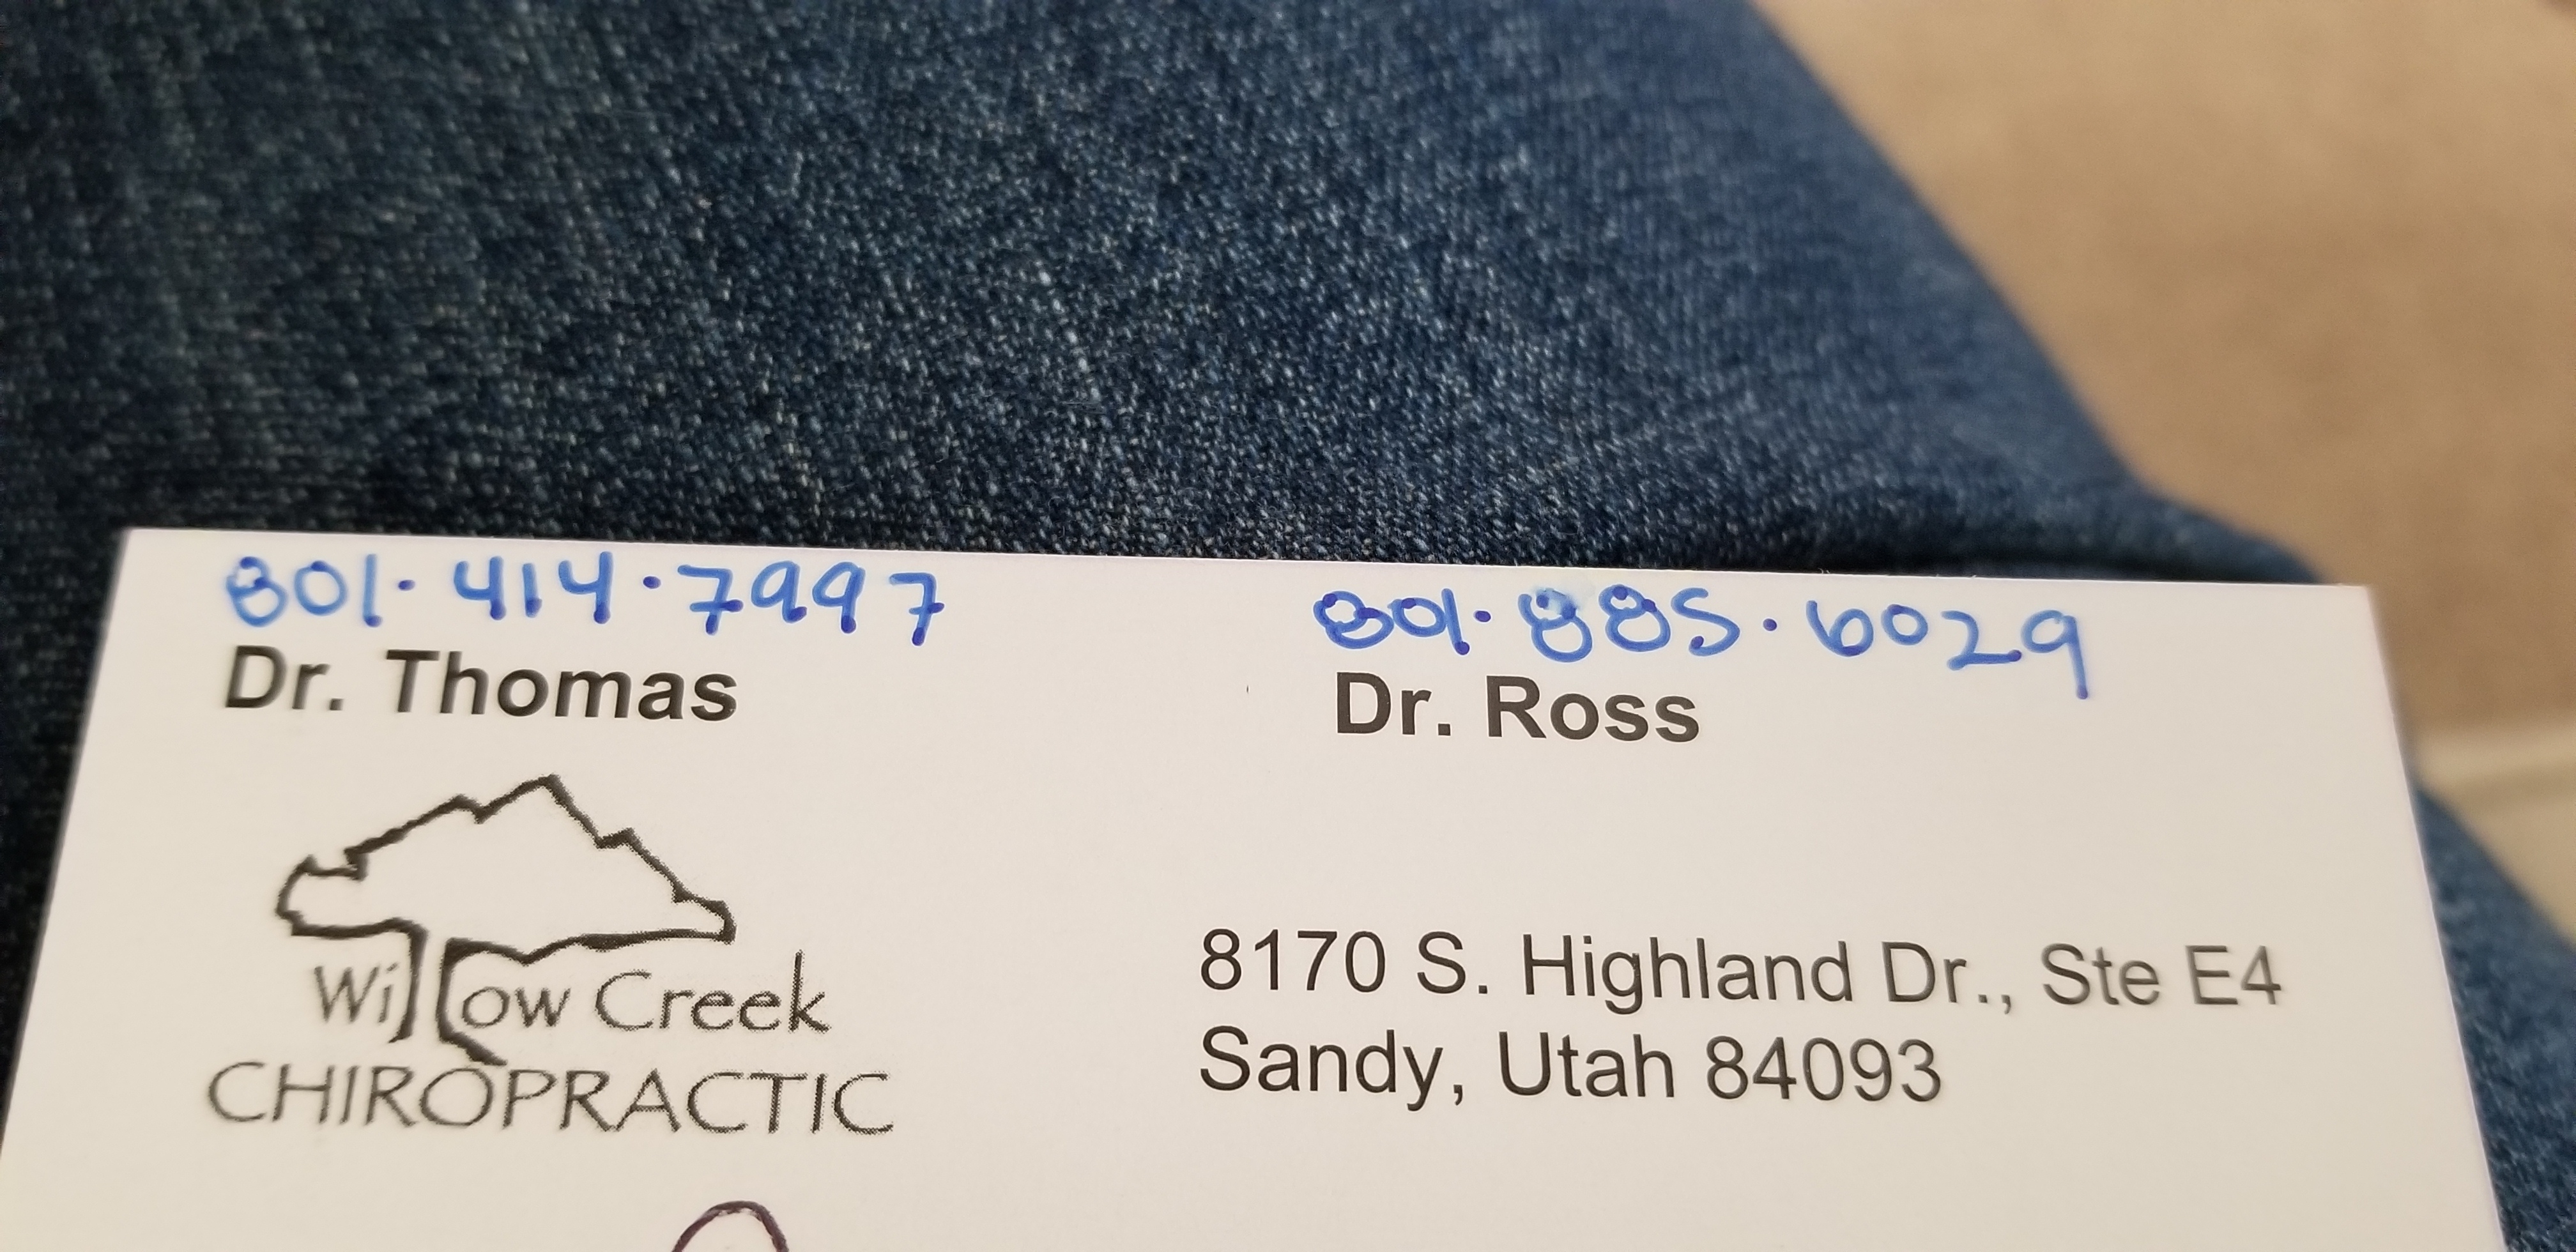 801·414·7997
Dr. Thomas
801·885·6029
Dr. Ross
Willow Creek
CHIROPRACTIC
8170 S. Highland Dr., Ste E4
Sandy, Utah 84093